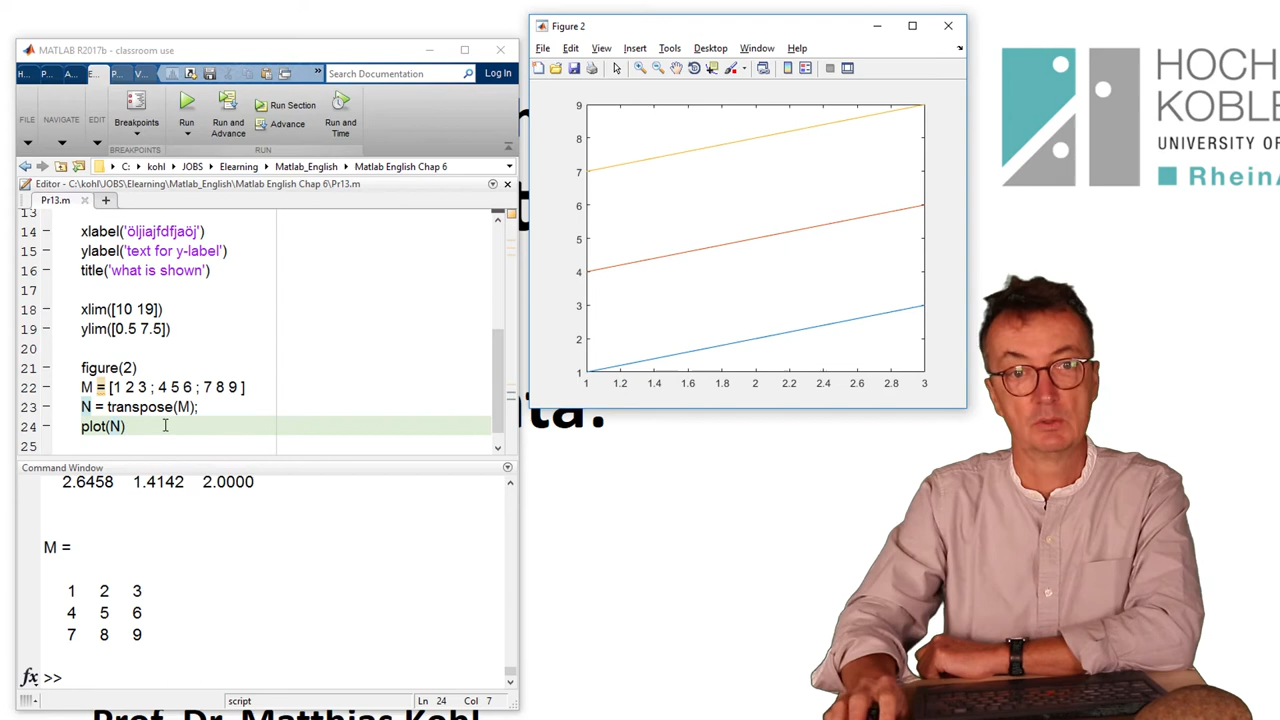 MATLAB R2017b - classroom use
H... P... A... E... P... V...
Search Documentation
Log In
FILE
NAVIGATE
EDIT
Breakpoints
Run
Run and Advance
Run Section
Advance
Run and Time
BREAKPOINTS
RUN
C: kohl JOBS Elearning Matlab_English Matlab English Chap 6
Editor - C:\kohl\JOBS\Elearning\Matlab_English\Matlab English Chap 6\Pr13.m
Pr13.m
13
14 xlabel('öljiajfdfjaöj')
15 ylabel('text for y-label')
16 title('what is shown')
17
18 xlim([10 19])
19 ylim([0.5 7.5])
20
21 figure(2)
22 M = [1 2 3 ; 4 5 6 ; 7 8 9 ]
23 N = transpose(M);
24 plot(N)
25
Command Window
2.6458 1.4142 2.0000
M =
1 2 3
4 5 6
7 8 9
fx >>
script
Ln 24 Col 7
Figure 2
File Edit View Insert Tools Desktop Window Help
9
8
7
6
5
4
3
2
1
1 1.2 1.4 1.6 1.8 2 2.2 2.4 2.6 2.8 3
ta.
Prof. Dr. Matthias Kohl
HOCH
KOBLE
UNIVERSITY OF
RheinA